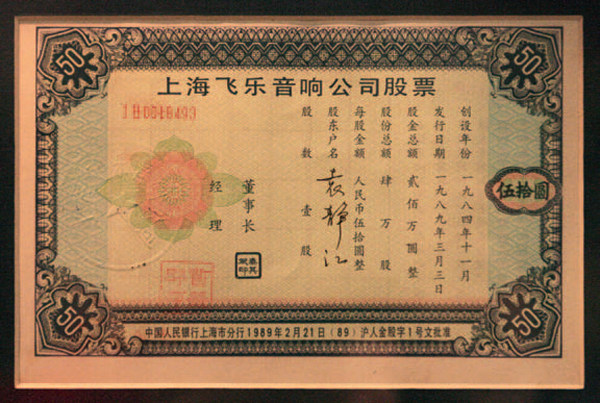 上海飞乐音响公司股票
50
50
1H0018493
创设年份 一九八四年十一月
发行日期 一九八九年三月三日
股金总额 贰佰万圆整
股份总额 肆万股
每股金额 人民币伍拾圆整
股东户名 袁静江
股数 壹股
董事长
经理
伍拾圆
50
50
中国人民银行上海市分行1989年2月21日(89)沪人金股字1号文批准